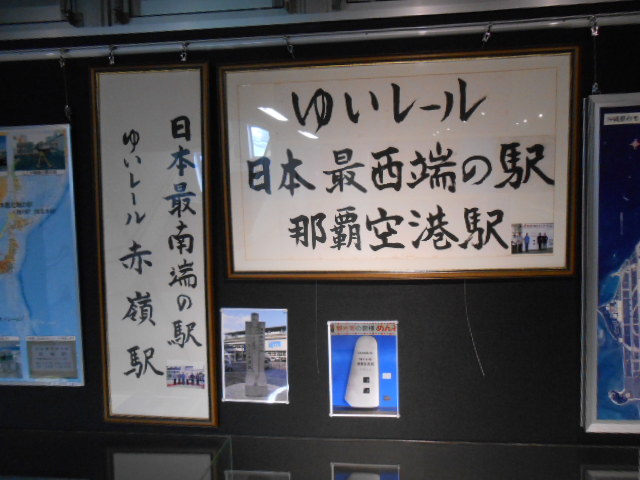 ゆいレール
日本最西端の駅
那覇空港駅
日本最南端の駅
ゆいレール 赤嶺駅